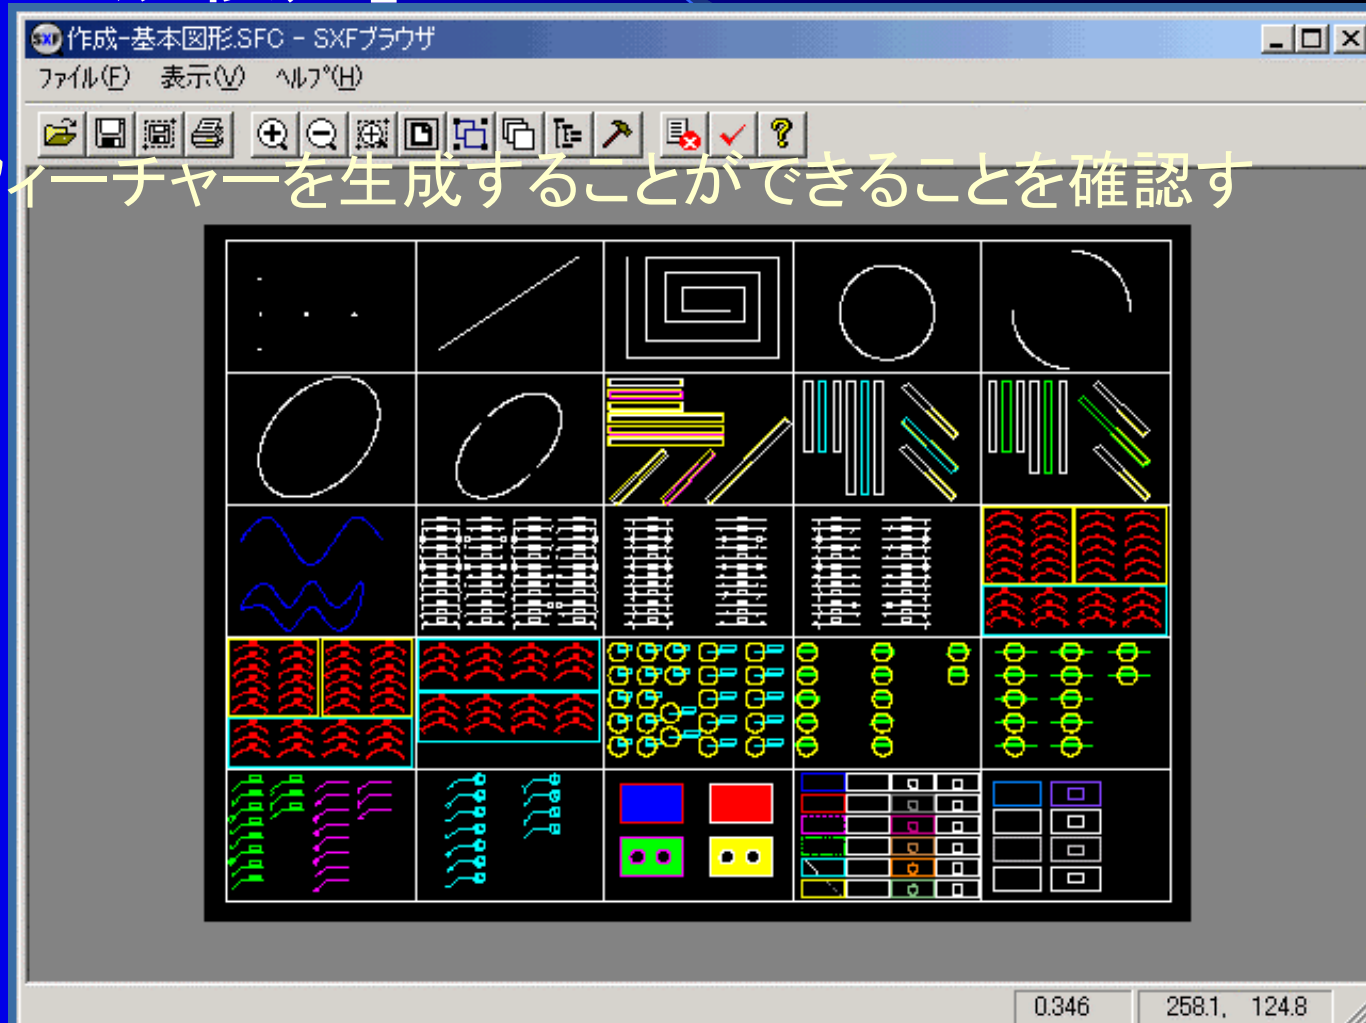 作成-基本図形.SFC - SXFブラウザ
ファイル(F) 表示(V) ヘルプ(H)
ィーチャーを生成することができることを確認す
0.346 258.1, 124.8